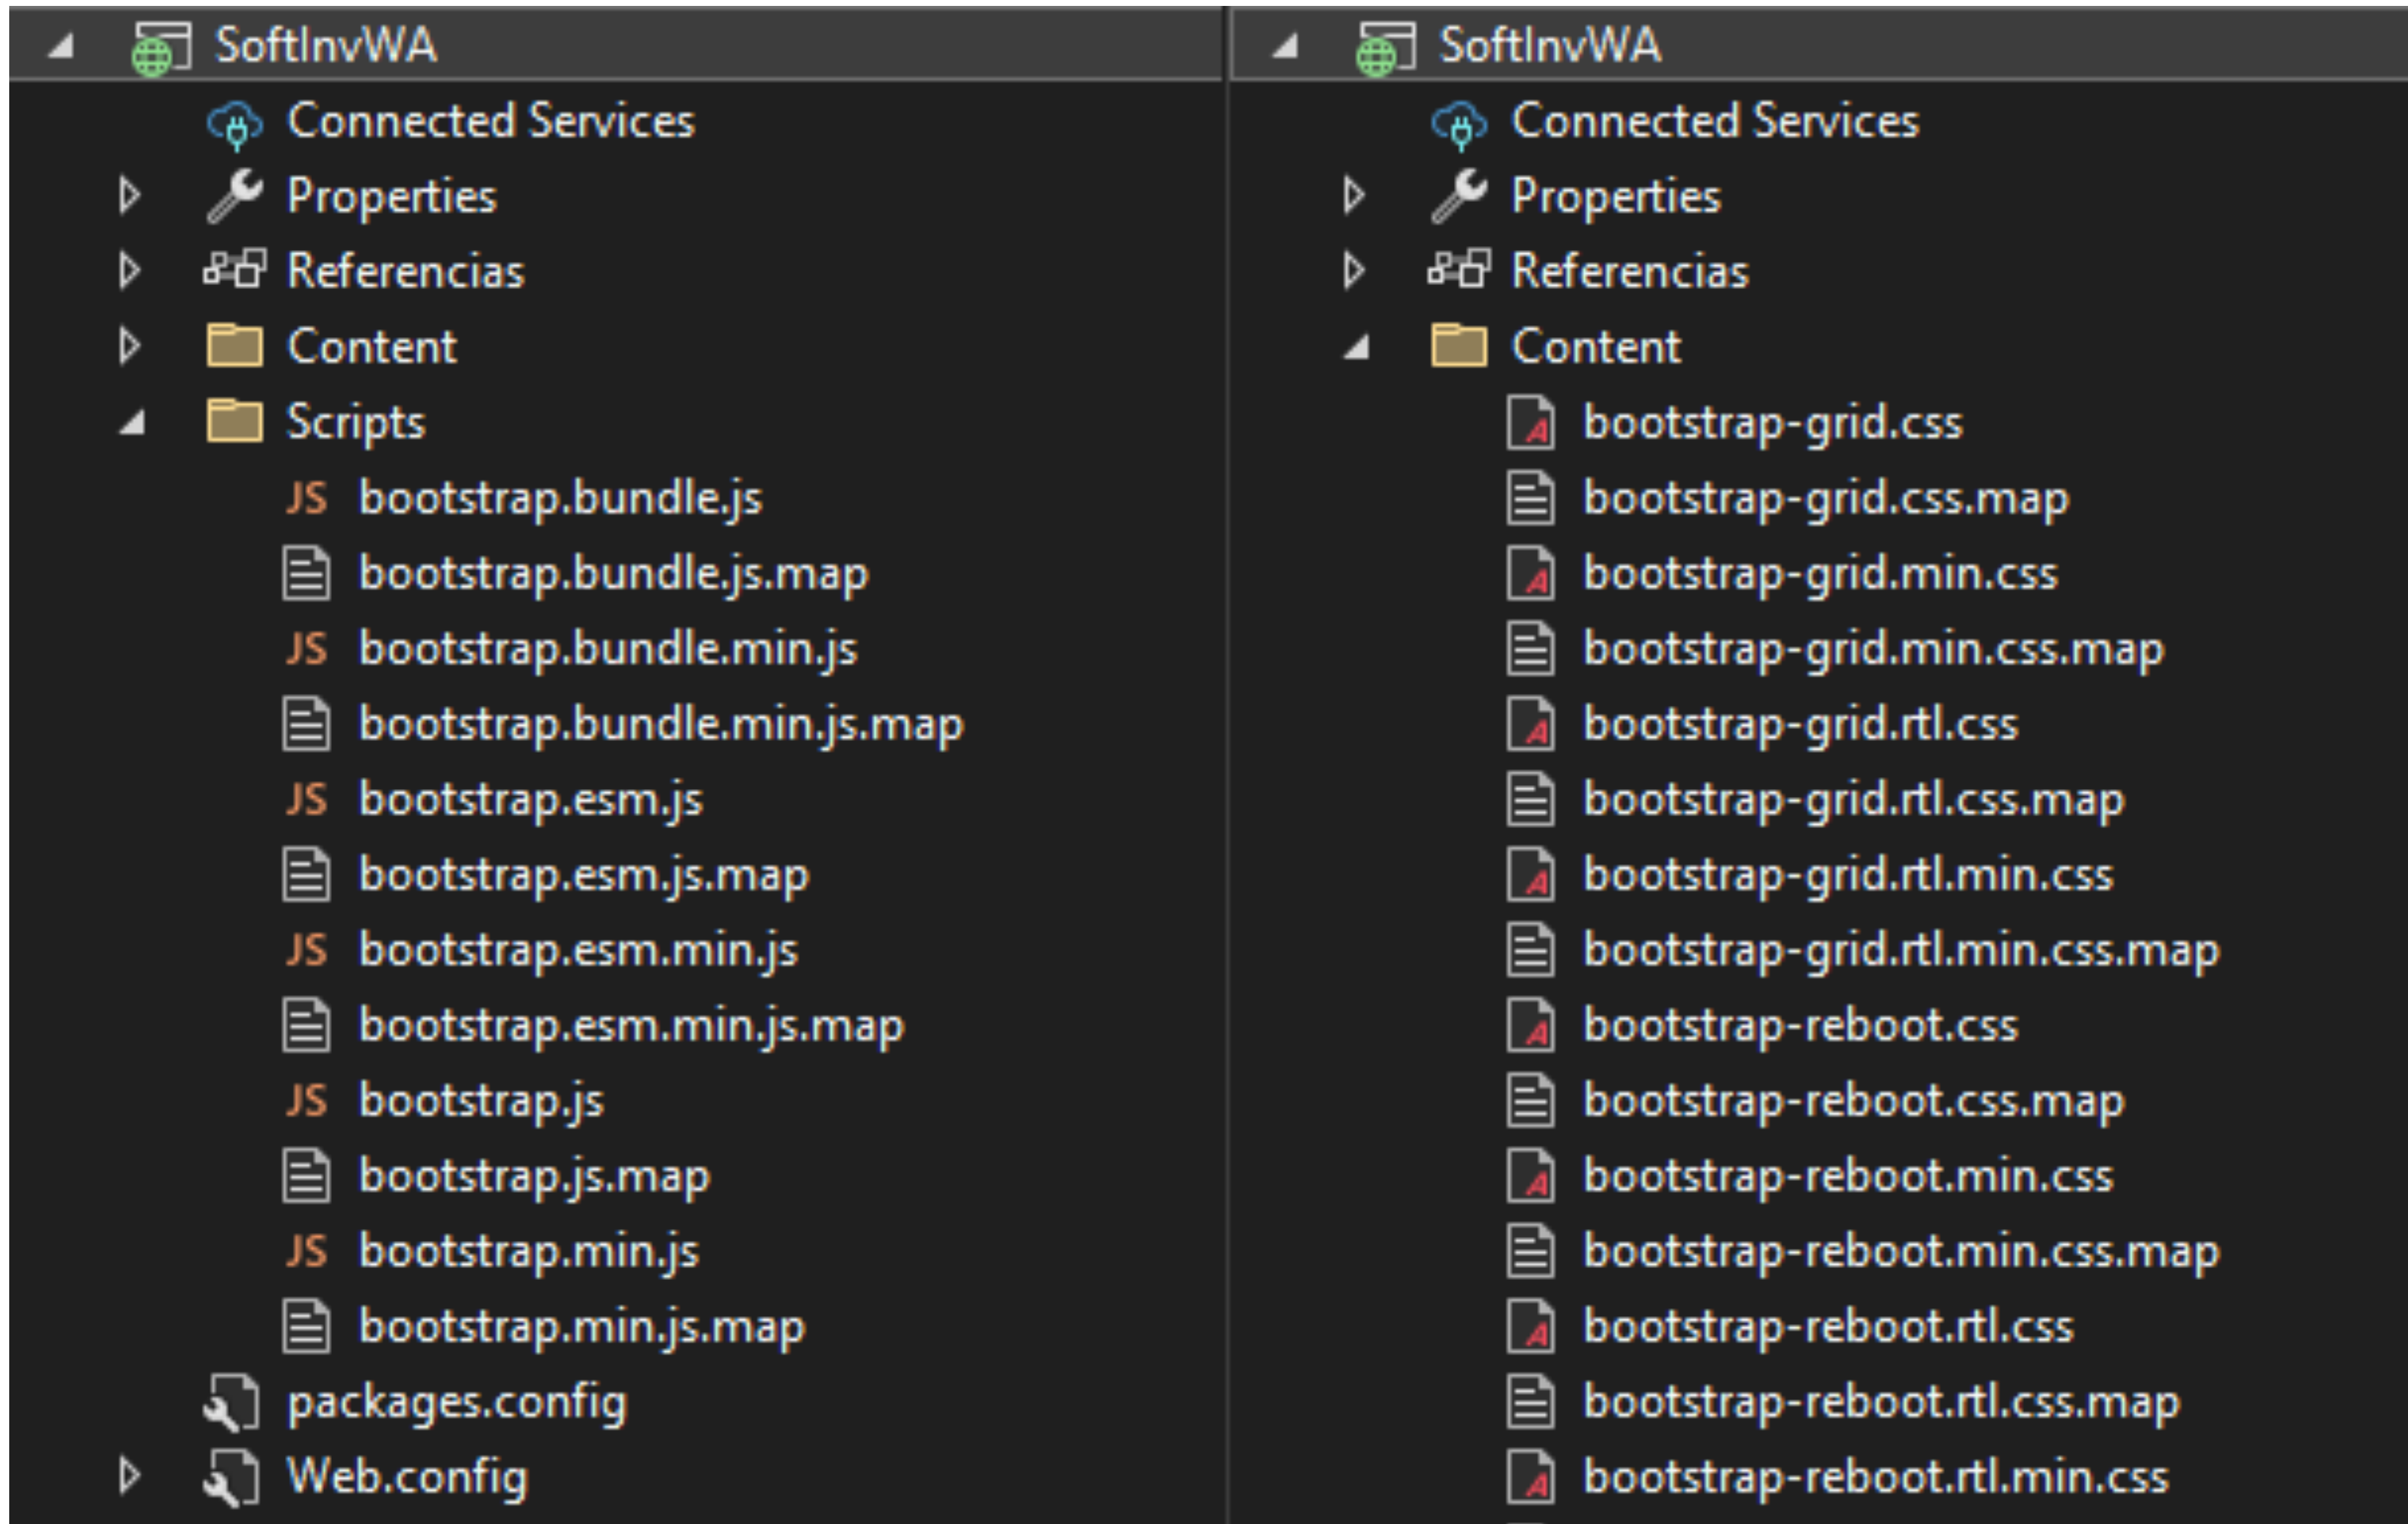 SoftInvWA
Connected Services
Properties
Referencias
Content
Scripts
JS bootstrap.bundle.js
bootstrap.bundle.js.map
JS bootstrap.bundle.min.js
bootstrap.bundle.min.js.map
JS bootstrap.esm.js
bootstrap.esm.js.map
JS bootstrap.esm.min.js
bootstrap.esm.min.js.map
JS bootstrap.js
bootstrap.js.map
JS bootstrap.min.js
bootstrap.min.js.map
packages.config
Web.config
SoftInvWA
Connected Services
Properties
Referencias
Content
bootstrap-grid.css
bootstrap-grid.css.map
bootstrap-grid.min.css
bootstrap-grid.min.css.map
bootstrap-grid.rtl.css
bootstrap-grid.rtl.css.map
bootstrap-grid.rtl.min.css
bootstrap-grid.rtl.min.css.map
bootstrap-reboot.css
bootstrap-reboot.css.map
bootstrap-reboot.min.css
bootstrap-reboot.min.css.map
bootstrap-reboot.rtl.css
bootstrap-reboot.rtl.css.map
bootstrap-reboot.rtl.min.css